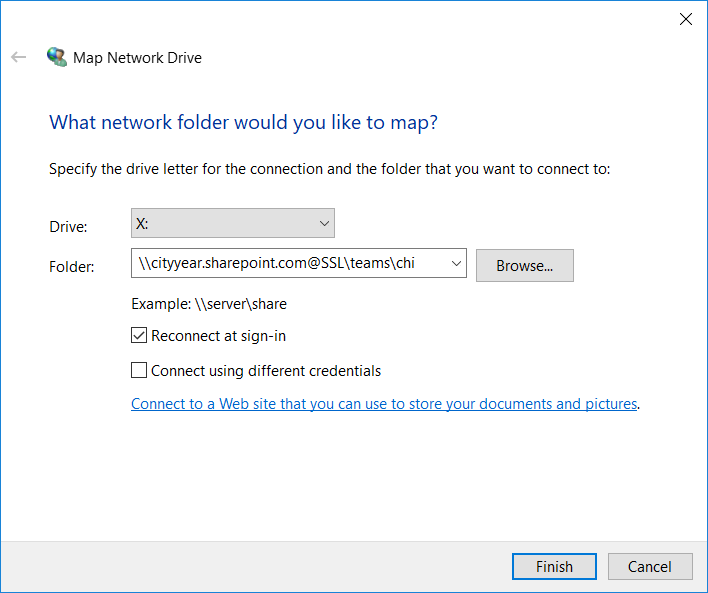 Map Network Drive
What network folder would you like to map?
Specify the drive letter for the connection and the folder that you want to connect to:
Drive: X:
Folder: \\cityyear.sharepoint.com@SSL\teams\chi Browse...
Example: \\server\share
Reconnect at sign-in
Connect using different credentials
Connect to a Web site that you can use to store your documents and pictures.
Finish Cancel